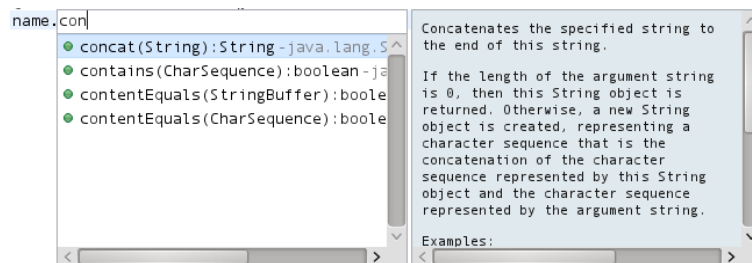 name.con
concat(String):String - java.lang.S
contains(CharSequence):boolean - ja
contentEquals(StringBuffer):boole
contentEquals(CharSequence):boole
Concatenates the specified string to
the end of this string.
If the length of the argument string
is 0, then this String object is
returned. Otherwise, a new String
object is created, representing a
character sequence that is the
concatenation of the character
sequence represented by this String
object and the character sequence
represented by the argument string.
Examples: